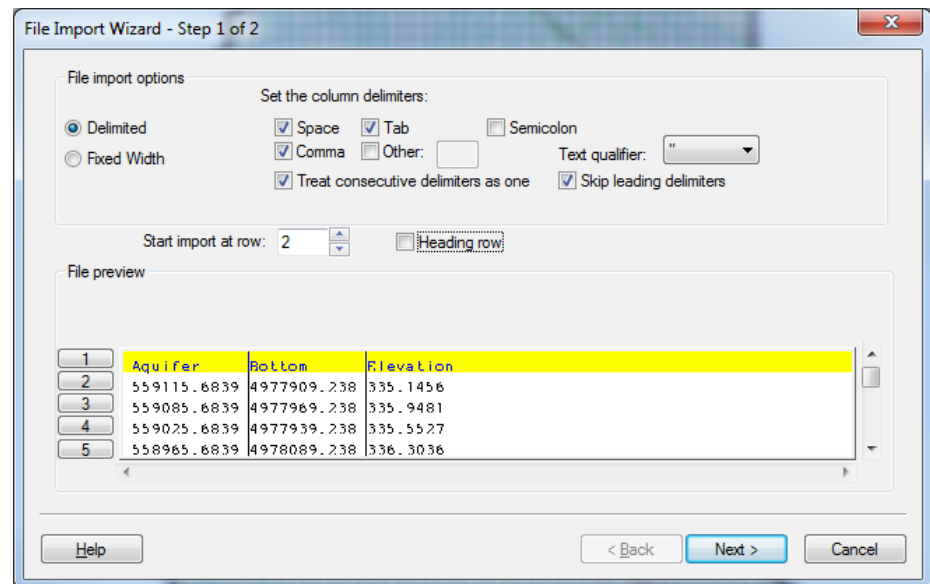 File Import Wizard - Step 1 of 2
File import options
Set the column delimiters:
Delimited
Space Tab Semicolon
Fixed Width
Comma Other: Text qualifier: "
Treat consecutive delimiters as one Skip leading delimiters
Start import at row: 2 Heading row
File preview
1 Aquifer Bottom Elevation
2 559115.6839 4977909.238 335.1456
3 559085.6839 4977969.238 335.9481
4 559025.6839 4977939.238 335.5527
5 558965.6839 4978089.238 336.3036
Help < Back Next > Cancel